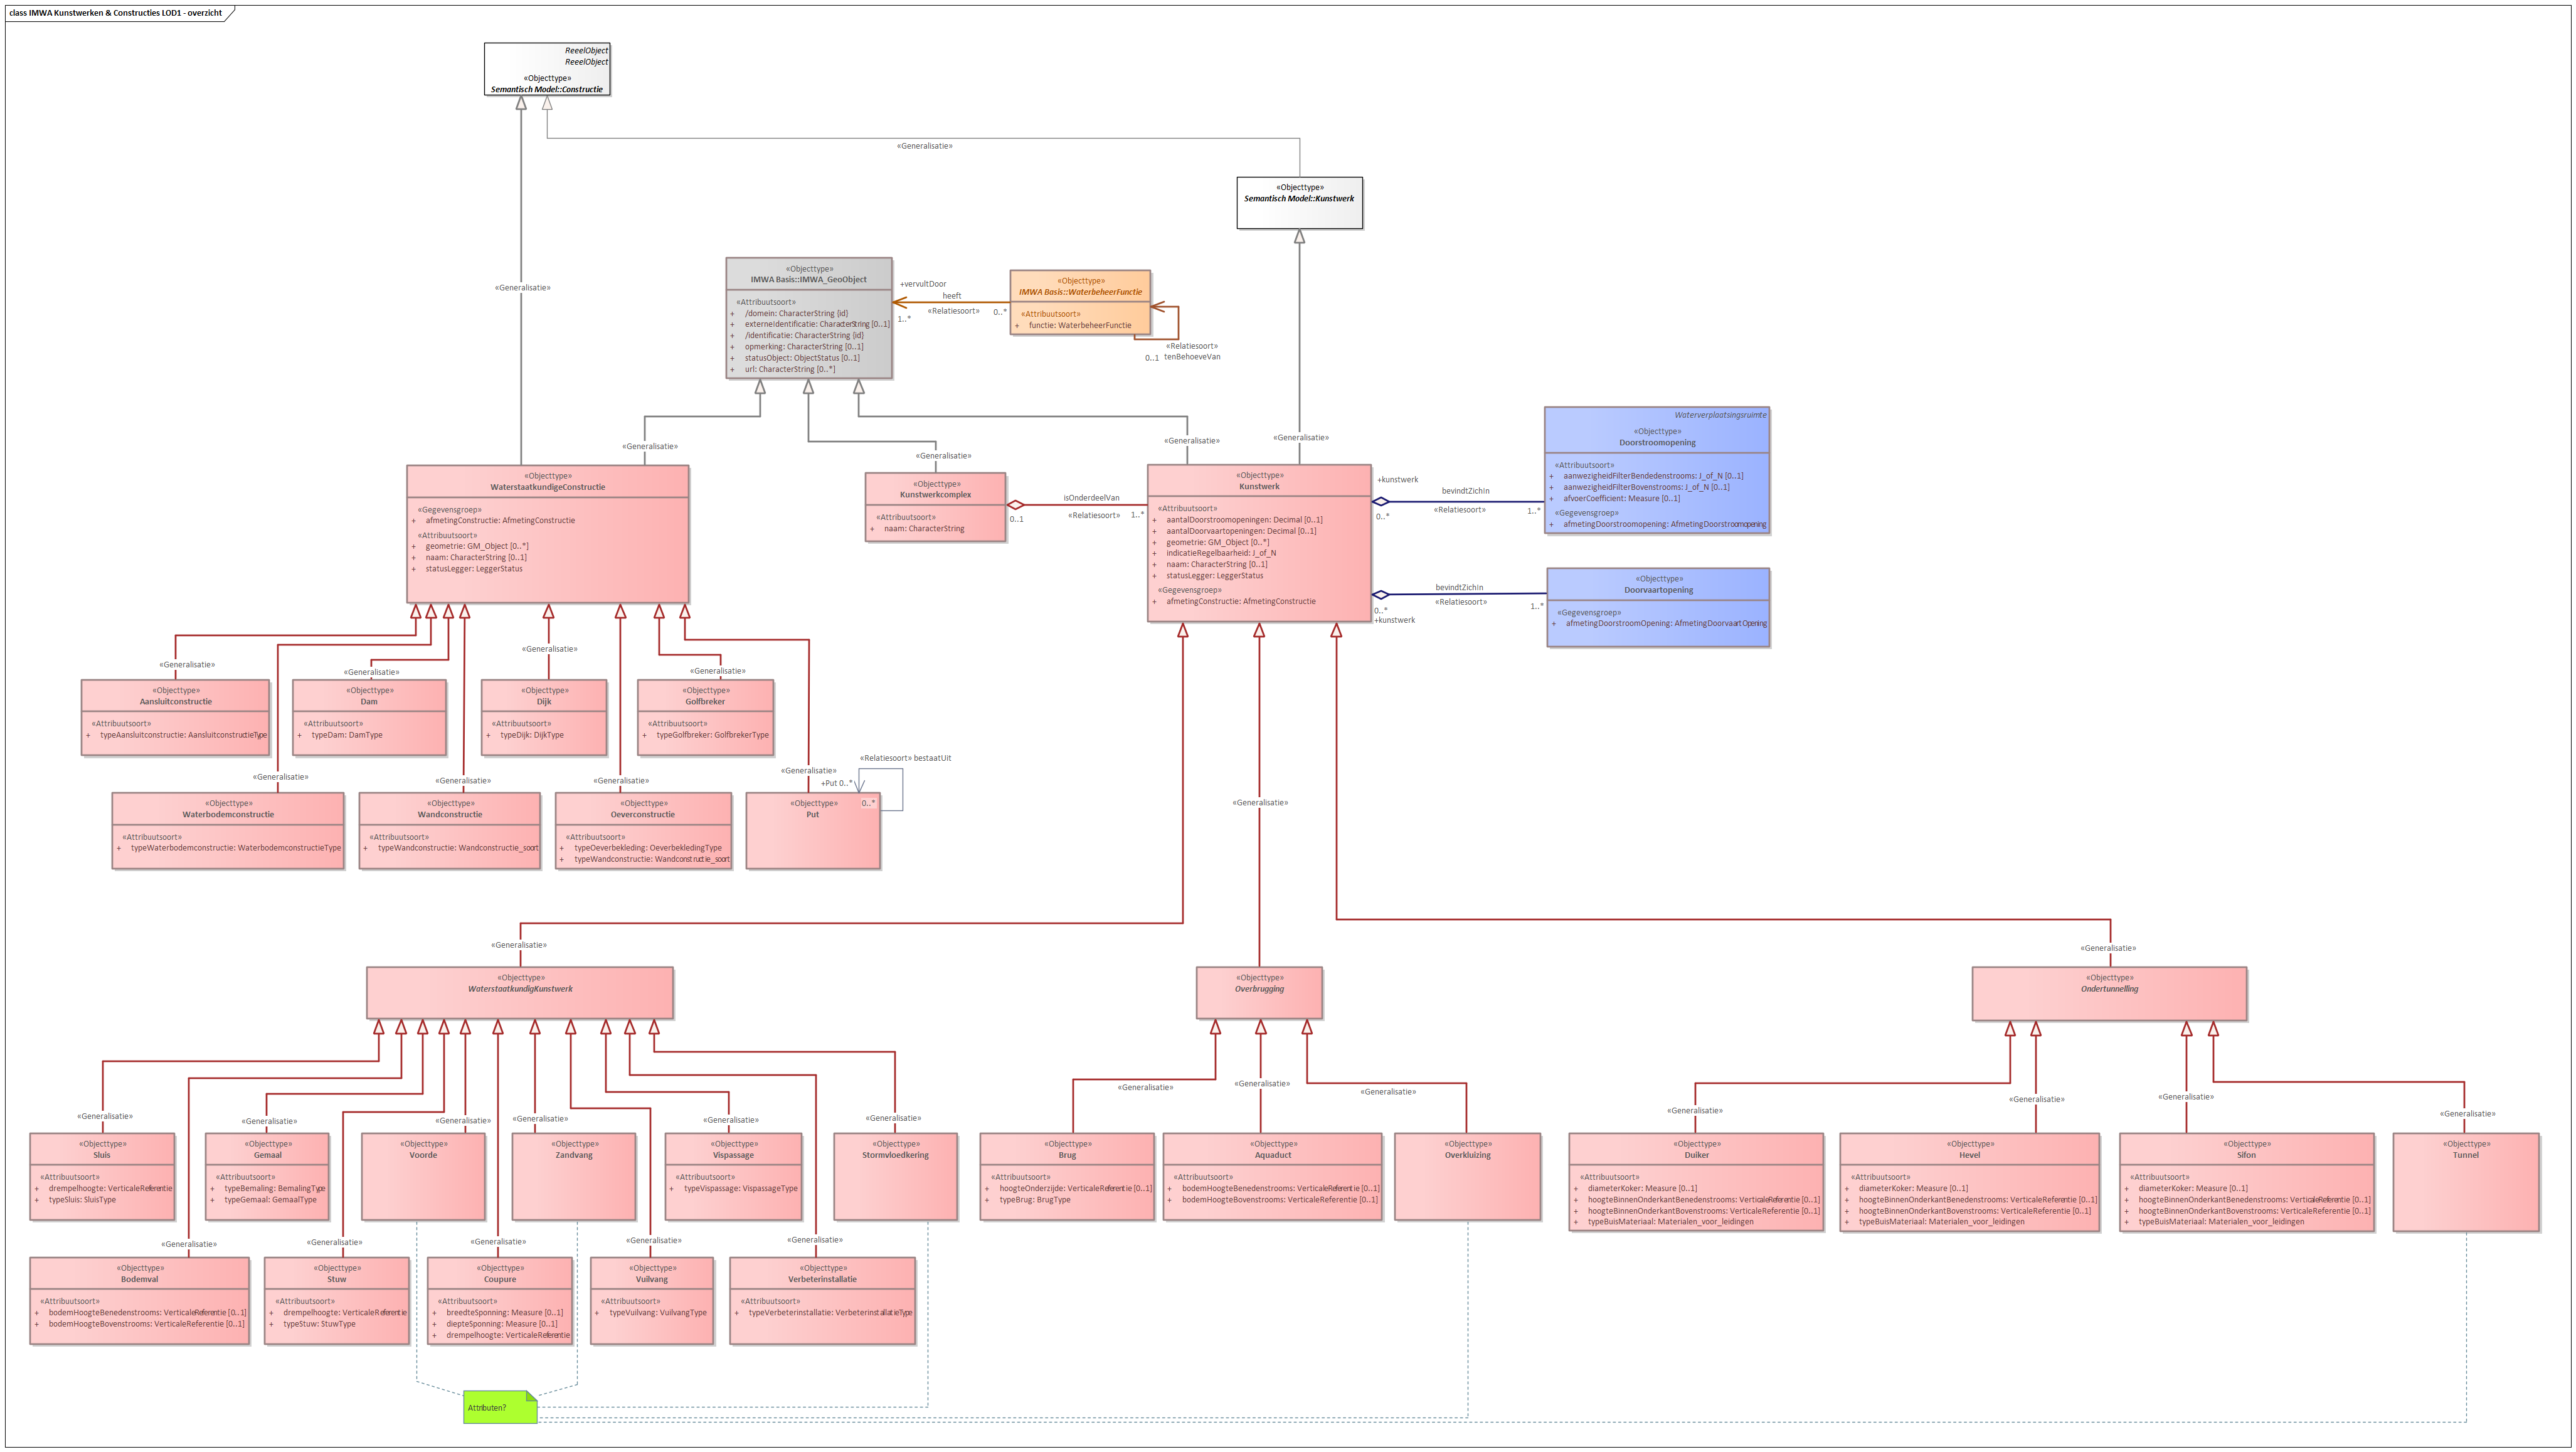 class IMWA Kunstwerken & Constructies LOD1 - overzicht
ReeelObject
ReeelObject
«Objecttype»
Semantisch Model::Constructie
«Generalisatie»
«Objecttype»
Semantisch Model::Kunstwerk
«Generalisatie»
«Objecttype»
IMWA Basis::IMWA_GeoObject
«Attribuutsoort»
+ /domein: CharacterString {id}
+ externeIdentificatie: CharacterString [0..1]
+ /identificatie: CharacterString {id}
+ opmerking: CharacterString [0..1]
+ statusObject: ObjectStatus [0..1]
+ url: CharacterString [0..*]
+vervultDoor
heeft
1..*
«Relatiesoort»
0..*
«Objecttype»
IMWA Basis::WaterbeheerFunctie
«Attribuutsoort»
+ functie: WaterbeheerFunctie
«Relatiesoort»
0..1 tenBehoeveVan
«Generalisatie»
«Generalisatie»
«Generalisatie»
«Generalisatie»
«Objecttype»
WaterstaatkundigeConstructie
«Gegevensgroep»
+ afmetingConstructie: AfmetingConstructie
«Attribuutsoort»
+ geometrie: GM_Object [0..*]
+ naam: CharacterString [0..1]
+ statusLegger: LeggerStatus
«Objecttype»
Kunstwerkcomplex
«Attribuutsoort»
+ naam: CharacterString
isOnderdeelVan
0..1
«Relatiesoort»
1..*
«Objecttype»
Kunstwerk
«Attribuutsoort»
+ aantalDoorstroomopeningen: Decimal [0..1]
+ aantalDoorvaartopeningen: Decimal [0..1]
+ geometrie: GM_Object [0..*]
+ indicatieRegelbaarheid: J_of_N
+ naam: CharacterString [0..1]
+ statusLegger: LeggerStatus
«Gegevensgroep»
+ afmetingConstructie: AfmetingConstructie
+kunstwerk
bevindtZichIn
0..*
«Relatiesoort»
1..*
Waterverplaatsingsruimte
«Objecttype»
Doorstroomopening
«Attribuutsoort»
+ aanwezigheidFilterBendedenstrooms: J_of_N [0..1]
+ aanwezigheidFilterBovenstrooms: J_of_N [0..1]
+ afvoerCoefficient: Measure [0..1]
«Gegevensgroep»
+ afmetingDoorstroomopening: AfmetingDoorstroomopening
bevindtZichIn
0..*
«Relatiesoort»
1..*
+kunstwerk
«Objecttype»
Doorvaartopening
«Gegevensgroep»
+ afmetingDoorstroomOpening: AfmetingDoorvaartOpening
«Generalisatie»
«Generalisatie»
«Generalisatie»
«Generalisatie»
«Objecttype»
Aansluitconstructie
«Attribuutsoort»
+ typeAansluitconstructie: AansluitconstructieType
«Objecttype»
Dam
«Attribuutsoort»
+ typeDam: DamType
«Objecttype»
Dijk
«Attribuutsoort»
+ typeDijk: DijkType
«Objecttype»
Golfbreker
«Attribuutsoort»
+ typeGolfbreker: GolfbrekerType
«Generalisatie»
«Generalisatie»
«Generalisatie»
«Generalisatie»
«Relatiesoort» bestaatUit
+Put 0..*
0..*
«Objecttype»
Waterbodemconstructie
«Attribuutsoort»
+ typeWaterbodemconstructie: WaterbodemconstructieType
«Objecttype»
Wandconstructie
«Attribuutsoort»
+ typeWandconstructie: Wandconstructie_soort
«Objecttype»
Oeverconstructie
«Attribuutsoort»
+ typeOeverbekleding: OeverbekledingType
+ typeWandconstructie: Wandconstructie_soort
«Objecttype»
Put
«Generalisatie»
«Generalisatie»
«Generalisatie»
«Objecttype»
WaterstaatkundigKunstwerk
«Objecttype»
Overbrugging
«Objecttype»
Ondertunnelling
«Generalisatie»
«Generalisatie»
«Generalisatie»
«Generalisatie»
«Generalisatie»
«Generalisatie»
«Generalisatie»
«Generalisatie»
«Generalisatie»
«Generalisatie»
«Generalisatie»
«Generalisatie»
«Generalisatie»
«Objecttype»
Sluis
«Attribuutsoort»
+ drempelhoogte: VerticaleReferentie
+ typeSluis: SluisType
«Objecttype»
Gemaal
«Attribuutsoort»
+ typeBemaling: BemalingType
+ typeGemaal: GemaalType
«Objecttype»
Voorde
«Objecttype»
Zandvang
«Objecttype»
Vispassage
«Attribuutsoort»
+ typeVispassage: VispassageType
«Objecttype»
Stormvloedkering
«Objecttype»
Brug
«Attribuutsoort»
+ hoogteOnderzijde: VerticaleReferentie [0..1]
+ typeBrug: BrugType
«Objecttype»
Aquaduct
«Attribuutsoort»
+ bodemHoogteBenedenstrooms: VerticaleReferentie [0..1]
+ bodemHoogteBovenstrooms: VerticaleReferentie [0..1]
«Objecttype»
Overkluizing
«Objecttype»
Duiker
«Attribuutsoort»
+ diameterKoker: Measure [0..1]
+ hoogteBinnenOnderkantBenedenstrooms: VerticaleReferentie [0..1]
+ hoogteBinnenOnderkantBovenstrooms: VerticaleReferentie [0..1]
+ typeBuisMateriaal: Materialen_voor_leidingen
«Objecttype»
Hevel
«Attribuutsoort»
+ diameterKoker: Measure [0..1]
+ hoogteBinnenOnderkantBenedenstrooms: VerticaleReferentie [0..1]
+ hoogteBinnenOnderkantBovenstrooms: VerticaleReferentie [0..1]
+ typeBuisMateriaal: Materialen_voor_leidingen
«Objecttype»
Sifon
«Attribuutsoort»
+ diameterKoker: Measure [0..1]
+ hoogteBinnenOnderkantBenedenstrooms: VerticaleReferentie [0..1]
+ hoogteBinnenOnderkantBovenstrooms: VerticaleReferentie [0..1]
+ typeBuisMateriaal: Materialen_voor_leidingen
«Objecttype»
Tunnel
«Generalisatie»
«Generalisatie»
«Generalisatie»
«Generalisatie»
«Generalisatie»
«Objecttype»
Bodemval
«Attribuutsoort»
+ bodemHoogteBenedenstrooms: VerticaleReferentie [0..1]
+ bodemHoogteBovenstrooms: VerticaleReferentie [0..1]
«Objecttype»
Stuw
«Attribuutsoort»
+ drempelhoogte: VerticaleReferentie
+ typeStuw: StuwType
«Objecttype»
Coupure
«Attribuutsoort»
+ breedteSponning: Measure [0..1]
+ diepteSponning: Measure [0..1]
+ drempelhoogte: VerticaleReferentie
«Objecttype»
Vuilvang
«Attribuutsoort»
+ typeVuilvang: VuilvangType
«Objecttype»
Verbeterinstallatie
«Attribuutsoort»
+ typeVerbeterinstallatie: VerbeterinstallatieType
Attributen?